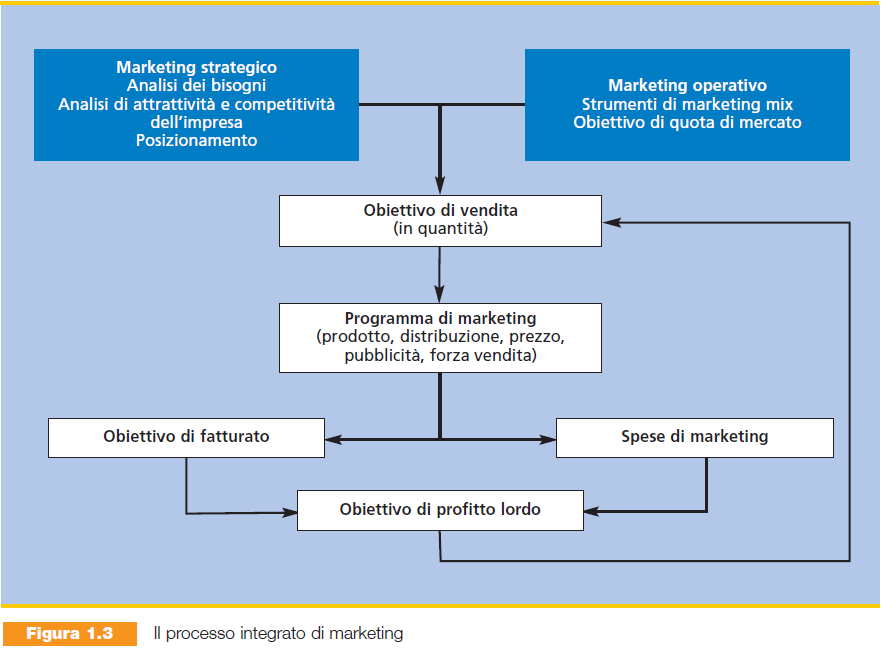 Marketing strategico
Analisi dei bisogni
Analisi di attrattività e competitività
dell'impresa
Posizionamento
Marketing operativo
Strumenti di marketing mix
Obiettivo di quota di mercato
Obiettivo di vendita
(in quantità)
Programma di marketing
(prodotto, distribuzione, prezzo,
pubblicità, forza vendita)
Obiettivo di fatturato
Spese di marketing
Obiettivo di profitto lordo
Figura 1.3 Il processo integrato di marketing